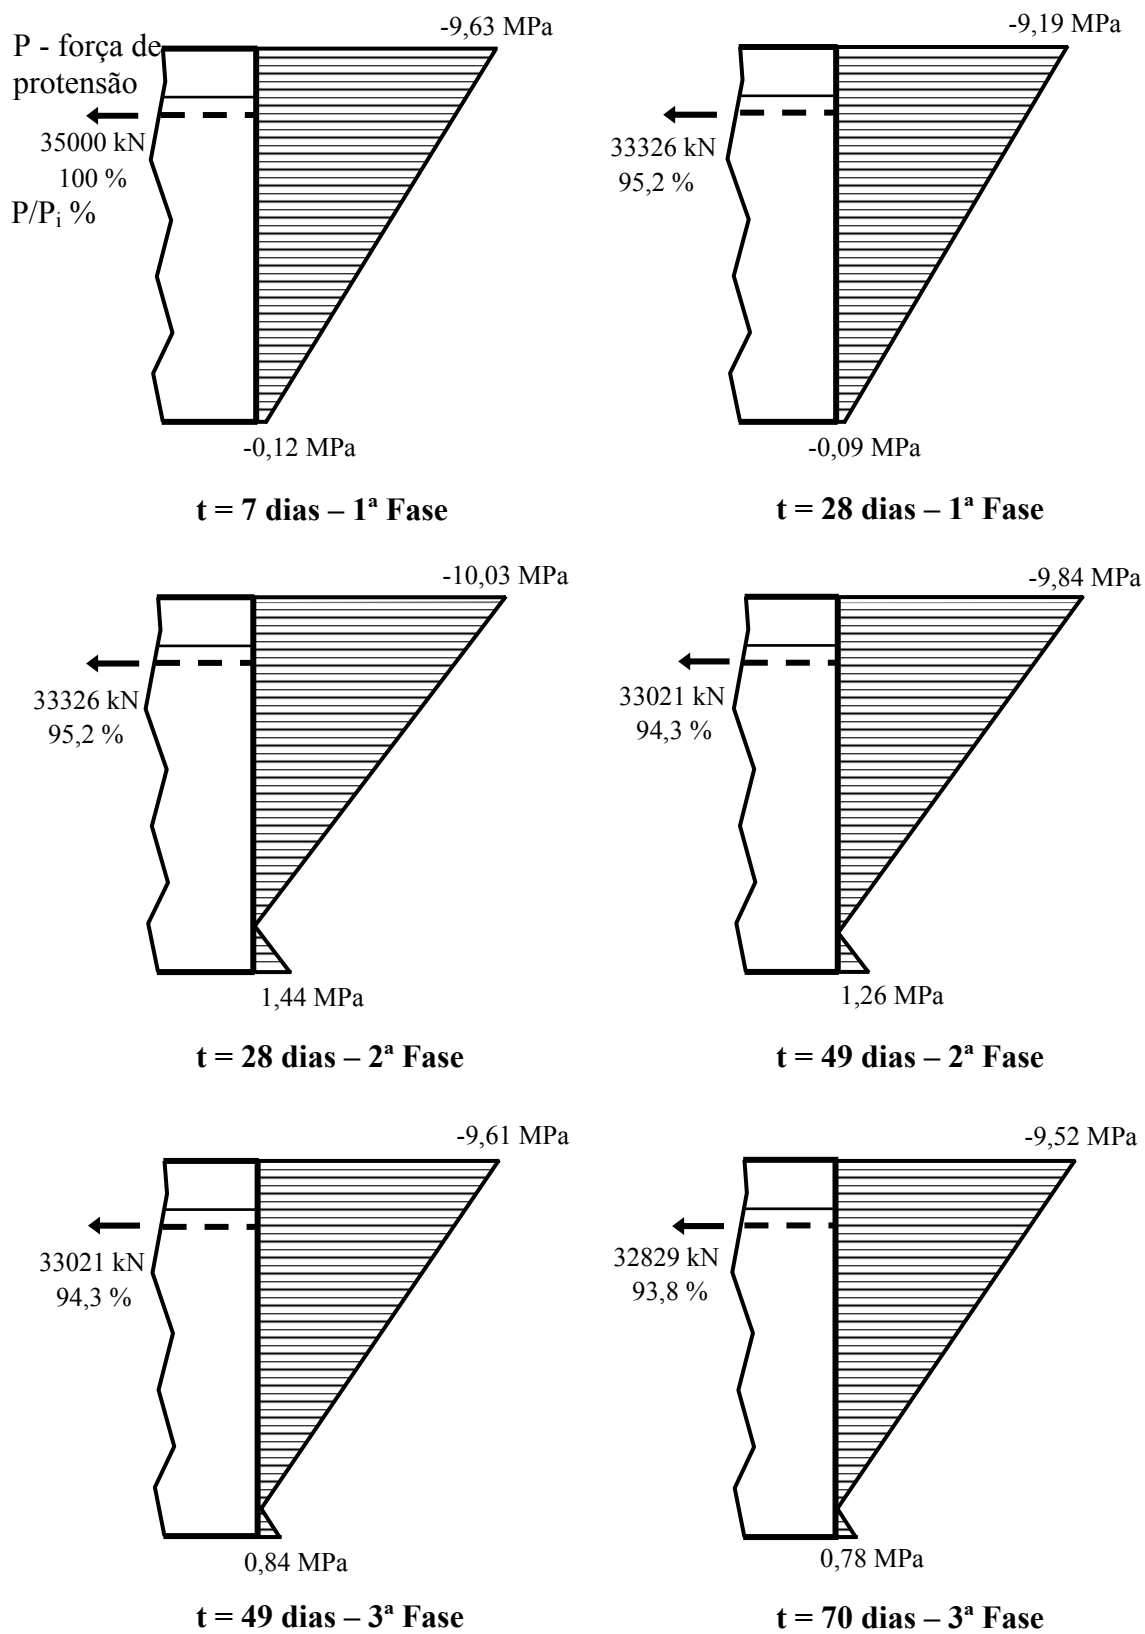 -9,63 MPa
P - força de
protensão
35000 kN
100 %
P/Pi %
-0,12 MPa
t = 7 dias – 1ª Fase
-9,19 MPa
33326 kN
95,2 %
-0,09 MPa
t = 28 dias – 1ª Fase
-10,03 MPa
33326 kN
95,2 %
1,44 MPa
t = 28 dias – 2ª Fase
-9,84 MPa
33021 kN
94,3 %
1,26 MPa
t = 49 dias – 2ª Fase
-9,61 MPa
33021 kN
94,3 %
0,84 MPa
t = 49 dias – 3ª Fase
-9,52 MPa
32829 kN
93,8 %
0,78 MPa
t = 70 dias – 3ª Fase